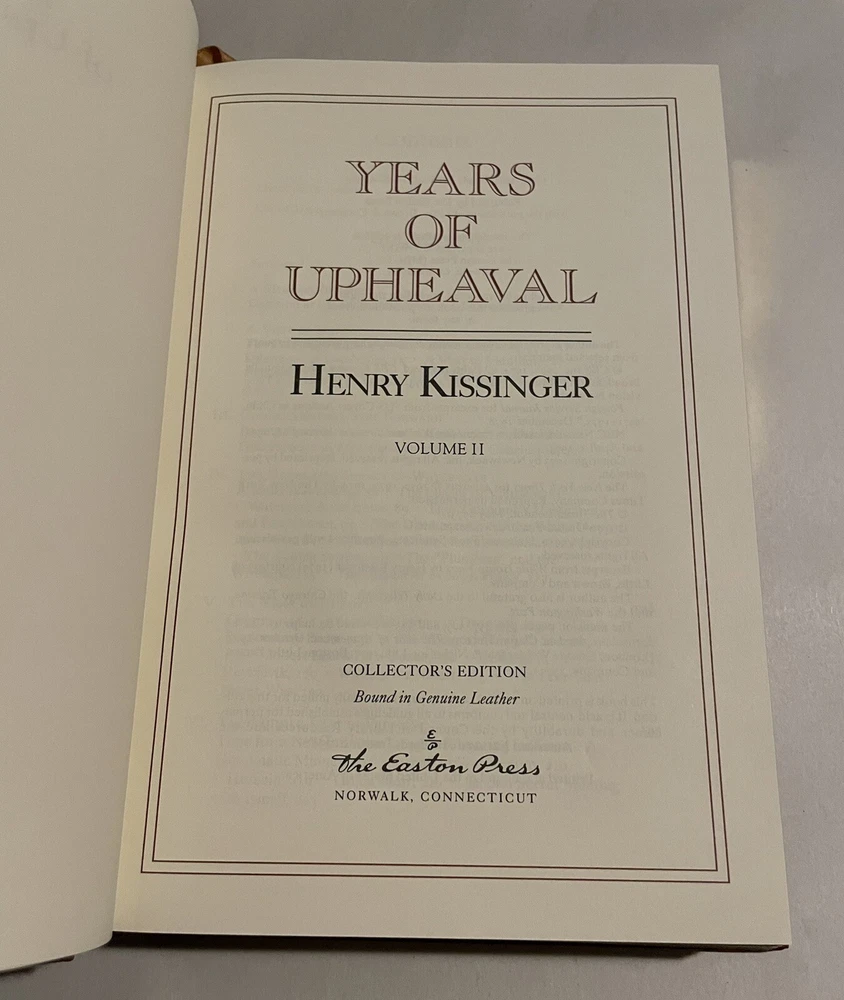 YEARS
OF
UPHEAVAL
HENRY KISSINGER
VOLUME II
COLLECTOR'S EDITION
Bound in Genuine Leather
E
P
The Easton Press
NORWALK, CONNECTICUT